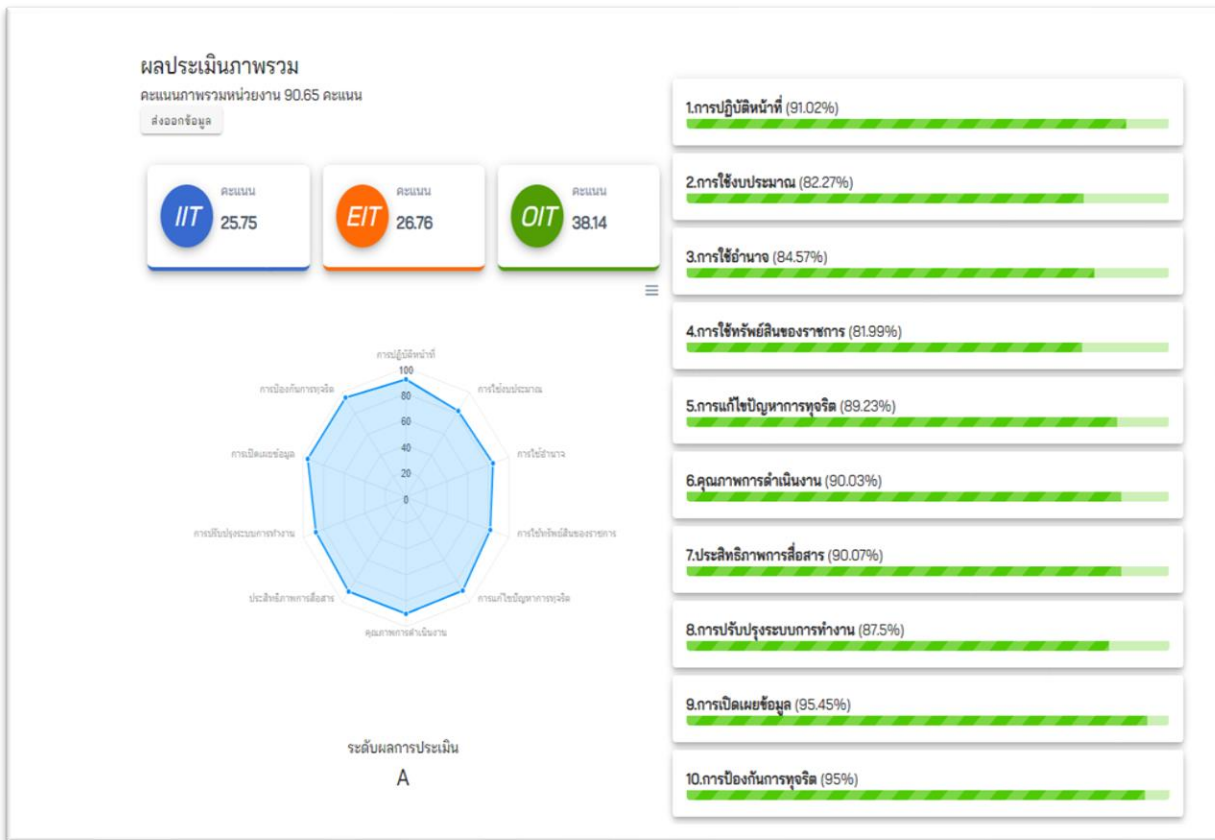 ผลประเมินภาพรวม
คะแนนภาพรวมหน่วยงาน 90.65 คะแนน
ส่งออกข้อมูล
IIT
คะแนน
25.75
EIT
คะแนน
26.76
OIT
คะแนน
38.14
การปฏิบัติหน้าที่
100
80
60
40
20
0
การใช้งบประมาณ
การใช้อำนาจ
การใช้ทรัพย์สินของราชการ
การแก้ไขปัญหาการทุจริต
คุณภาพการดำเนินงาน
ประสิทธิภาพการสื่อสาร
การปรับปรุงระบบการทำงาน
การเปิดเผยข้อมูล
การป้องกันการทุจริต
ระดับผลการประเมิน
A
1.การปฏิบัติหน้าที่ (91.02%)
2.การใช้งบประมาณ (82.27%)
3.การใช้อำนาจ (84.57%)
4.การใช้ทรัพย์สินของราชการ (81.99%)
5.การแก้ไขปัญหาการทุจริต (89.23%)
6.คุณภาพการดำเนินงาน (90.03%)
7.ประสิทธิภาพการสื่อสาร (90.07%)
8.การปรับปรุงระบบการทำงาน (87.5%)
9.การเปิดเผยข้อมูล (95.45%)
10.การป้องกันการทุจริต (95%)